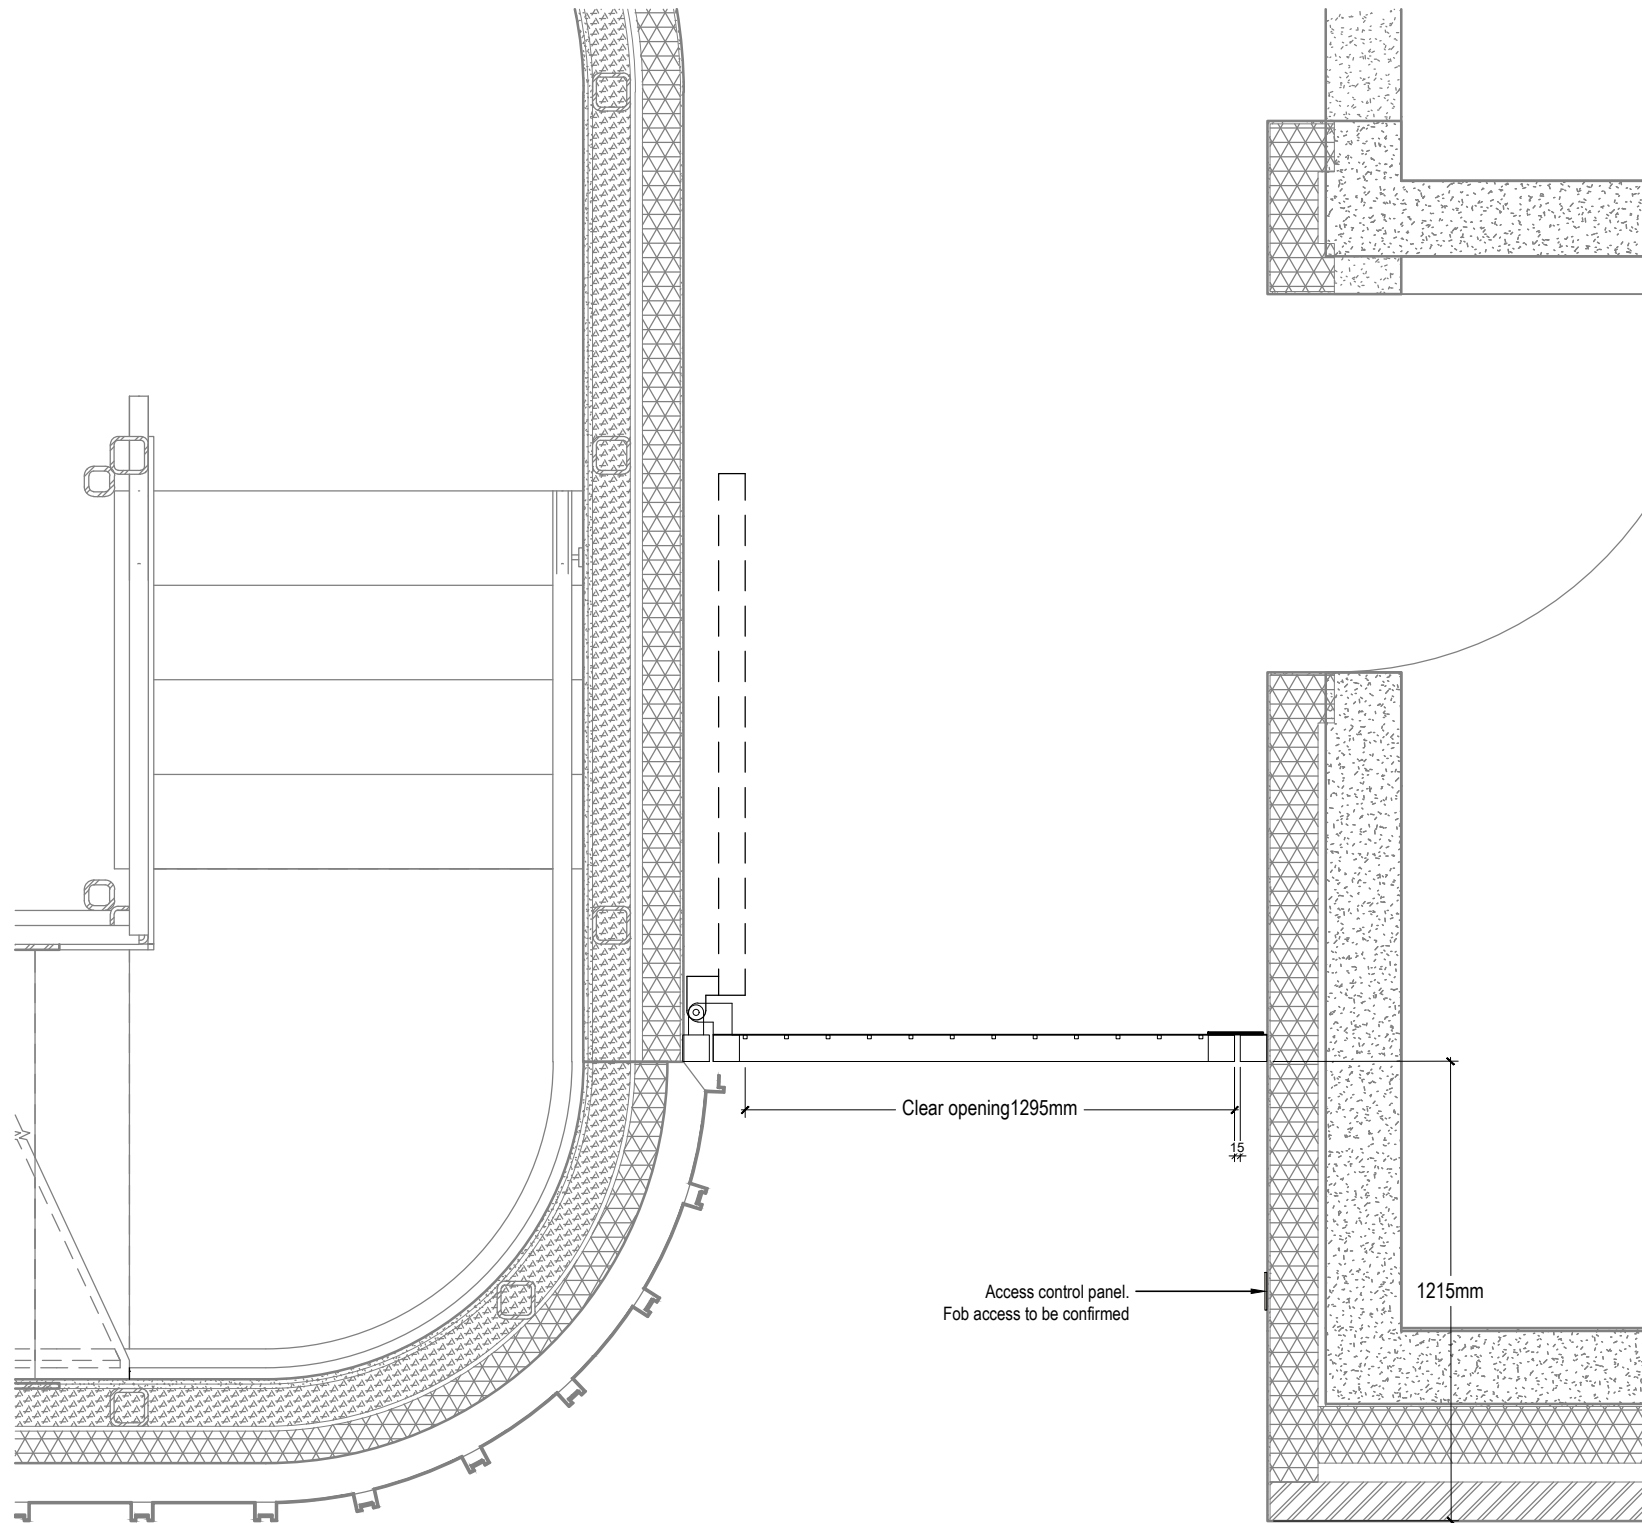 Clear opening1295mm
15
Access control panel.
Fob access to be confirmed
1215mm